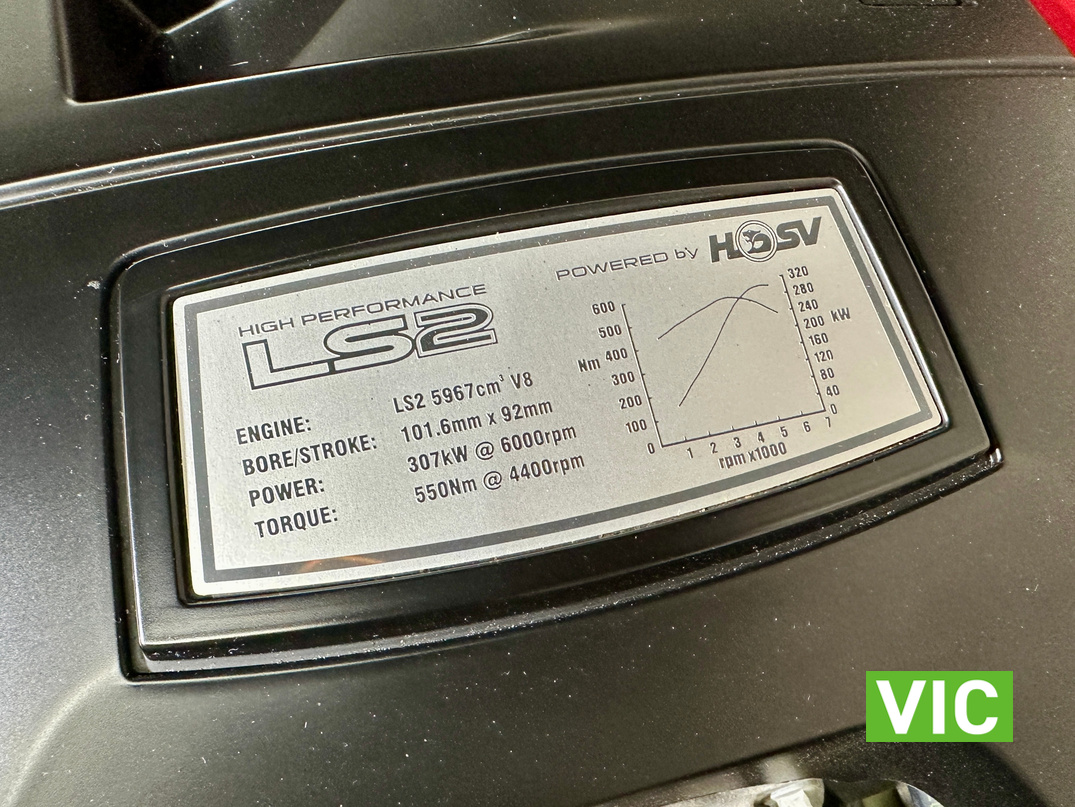 HIGH PERFORMANCE
LS2
POWERED by HSV
ENGINE: LS2 5967cm³ V8
BORE/STROKE: 101.6mm x 92mm
POWER: 307kW @ 6000rpm
TORQUE: 550Nm @ 4400rpm
600
500
Nm 400
300
200
100
0
320
280
240
200 kW
160
120
80
40
0
1 2 3 4 5 6 7
rpm x1000
VIC